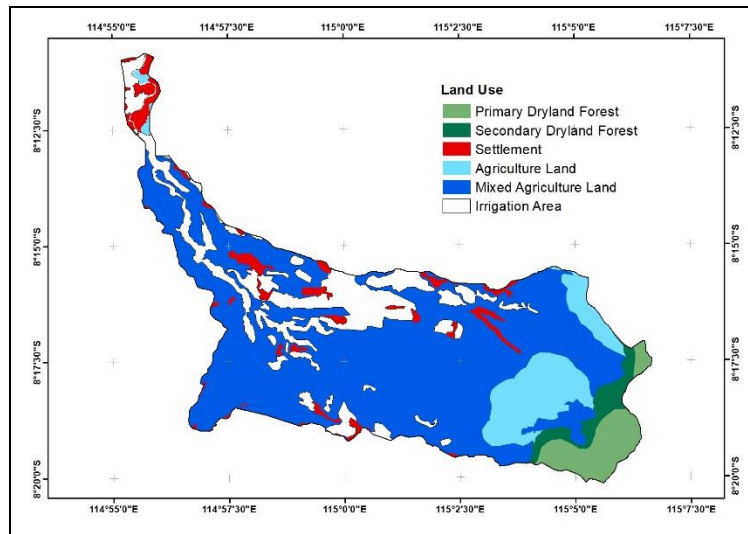 114°55'0"E 114°57'30"E 115°0'0"E 115°2'30"E 115°5'0"E 115°7'30"E
8°12'30"S
8°15'0"S
8°17'30"S
8°20'0"S
Land Use
Primary Dryland Forest
Secondary Dryland Forest
Settlement
Agriculture Land
Mixed Agriculture Land
Irrigation Area
8°12'30"S
8°15'0"S
8°17'30"S
8°20'0"S
114°55'0"E 114°57'30"E 115°0'0"E 115°2'30"E 115°5'0"E 115°7'30"E